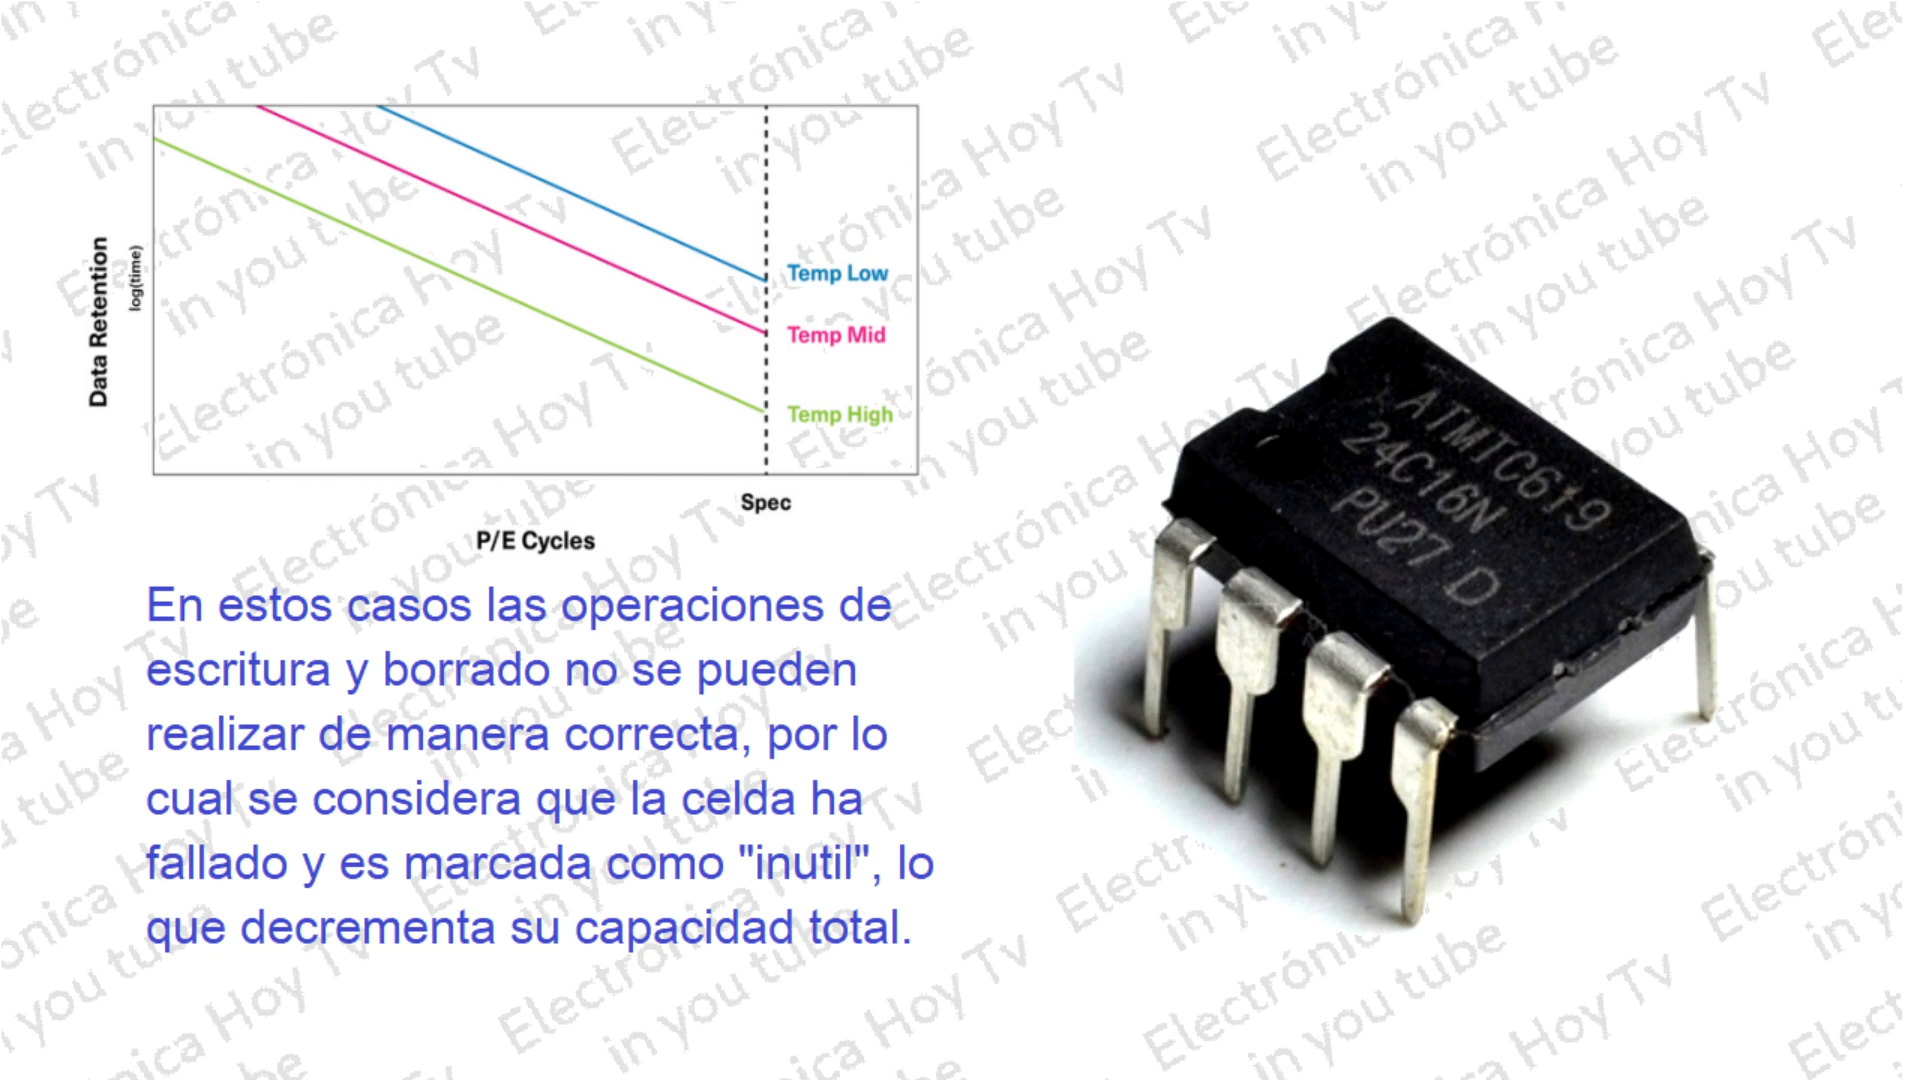 Data Retention
log(time)
Temp Low
Temp Mid
Temp High
Spec
P/E Cycles
En estos casos las operaciones de
escritura y borrado no se pueden
realizar de manera correcta, por lo
cual se considera que la celda ha
fallado y es marcada como "inutil", lo
que decrementa su capacidad total.
ATMTC619
24C16N
PU27 D
Electrónica Hoy Tv
in you tube